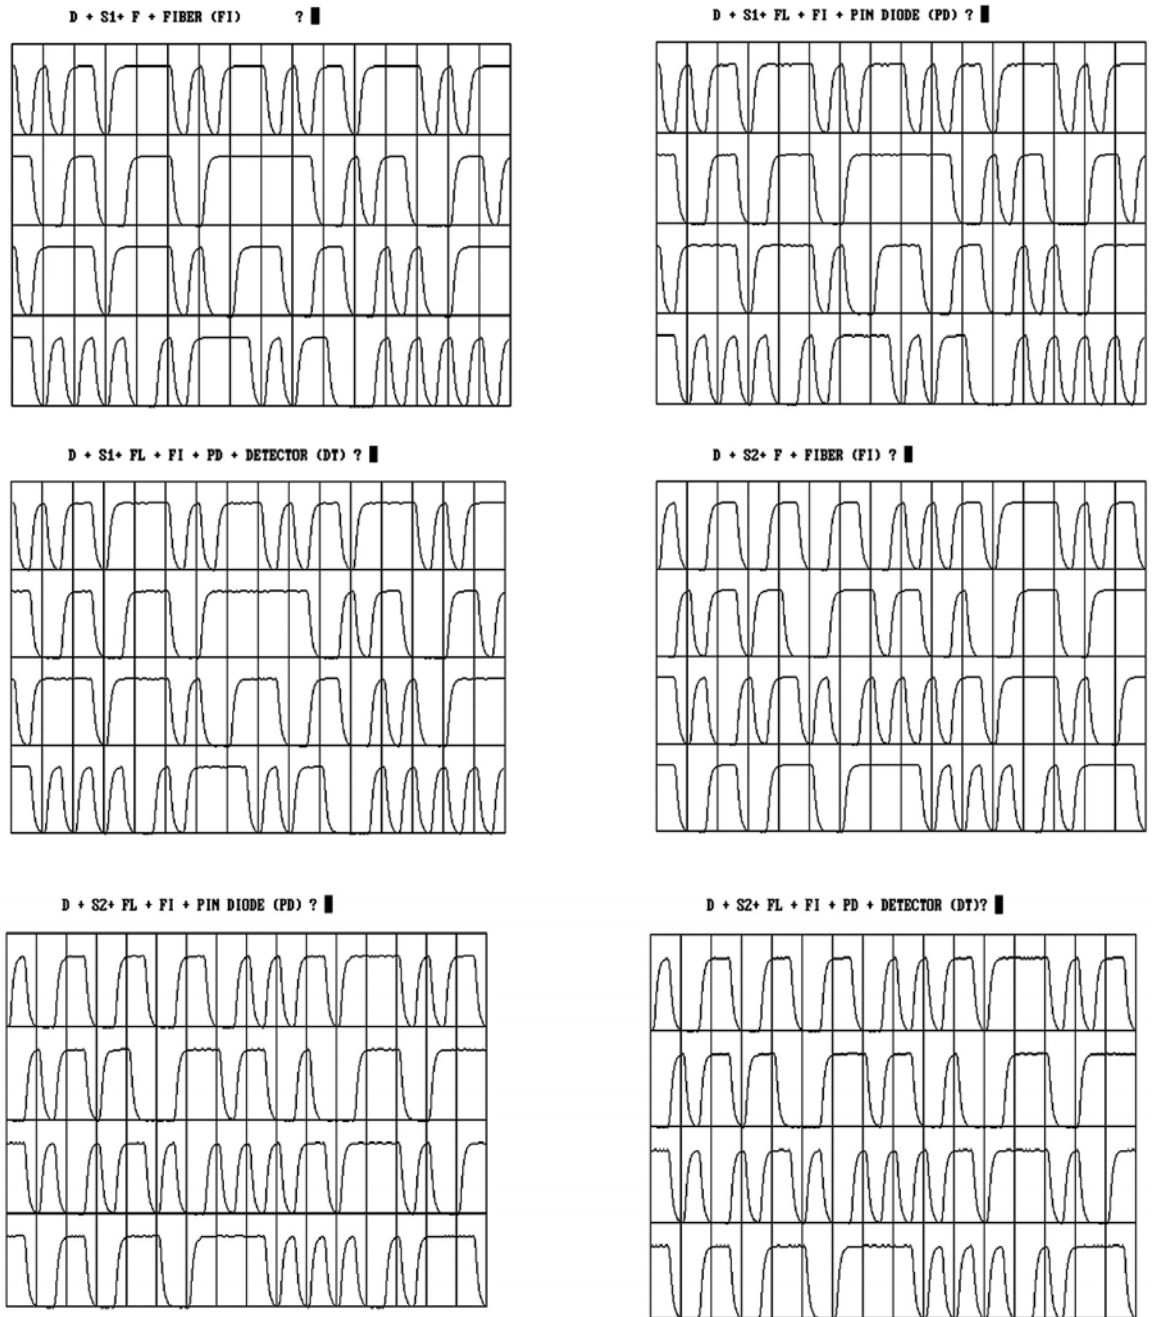 D + S1+ F + FIBER (FI) ?
D + S1+ FL + FI + PIN DIODE (PD) ?
D + S1+ FL + FI + PD + DETECTOR (DT) ?
D + S2+ F + FIBER (FI) ?
D + S2+ FL + FI + PIN DIODE (PD) ?
D + S2+ FL + FI + PD + DETECTOR (DT)?